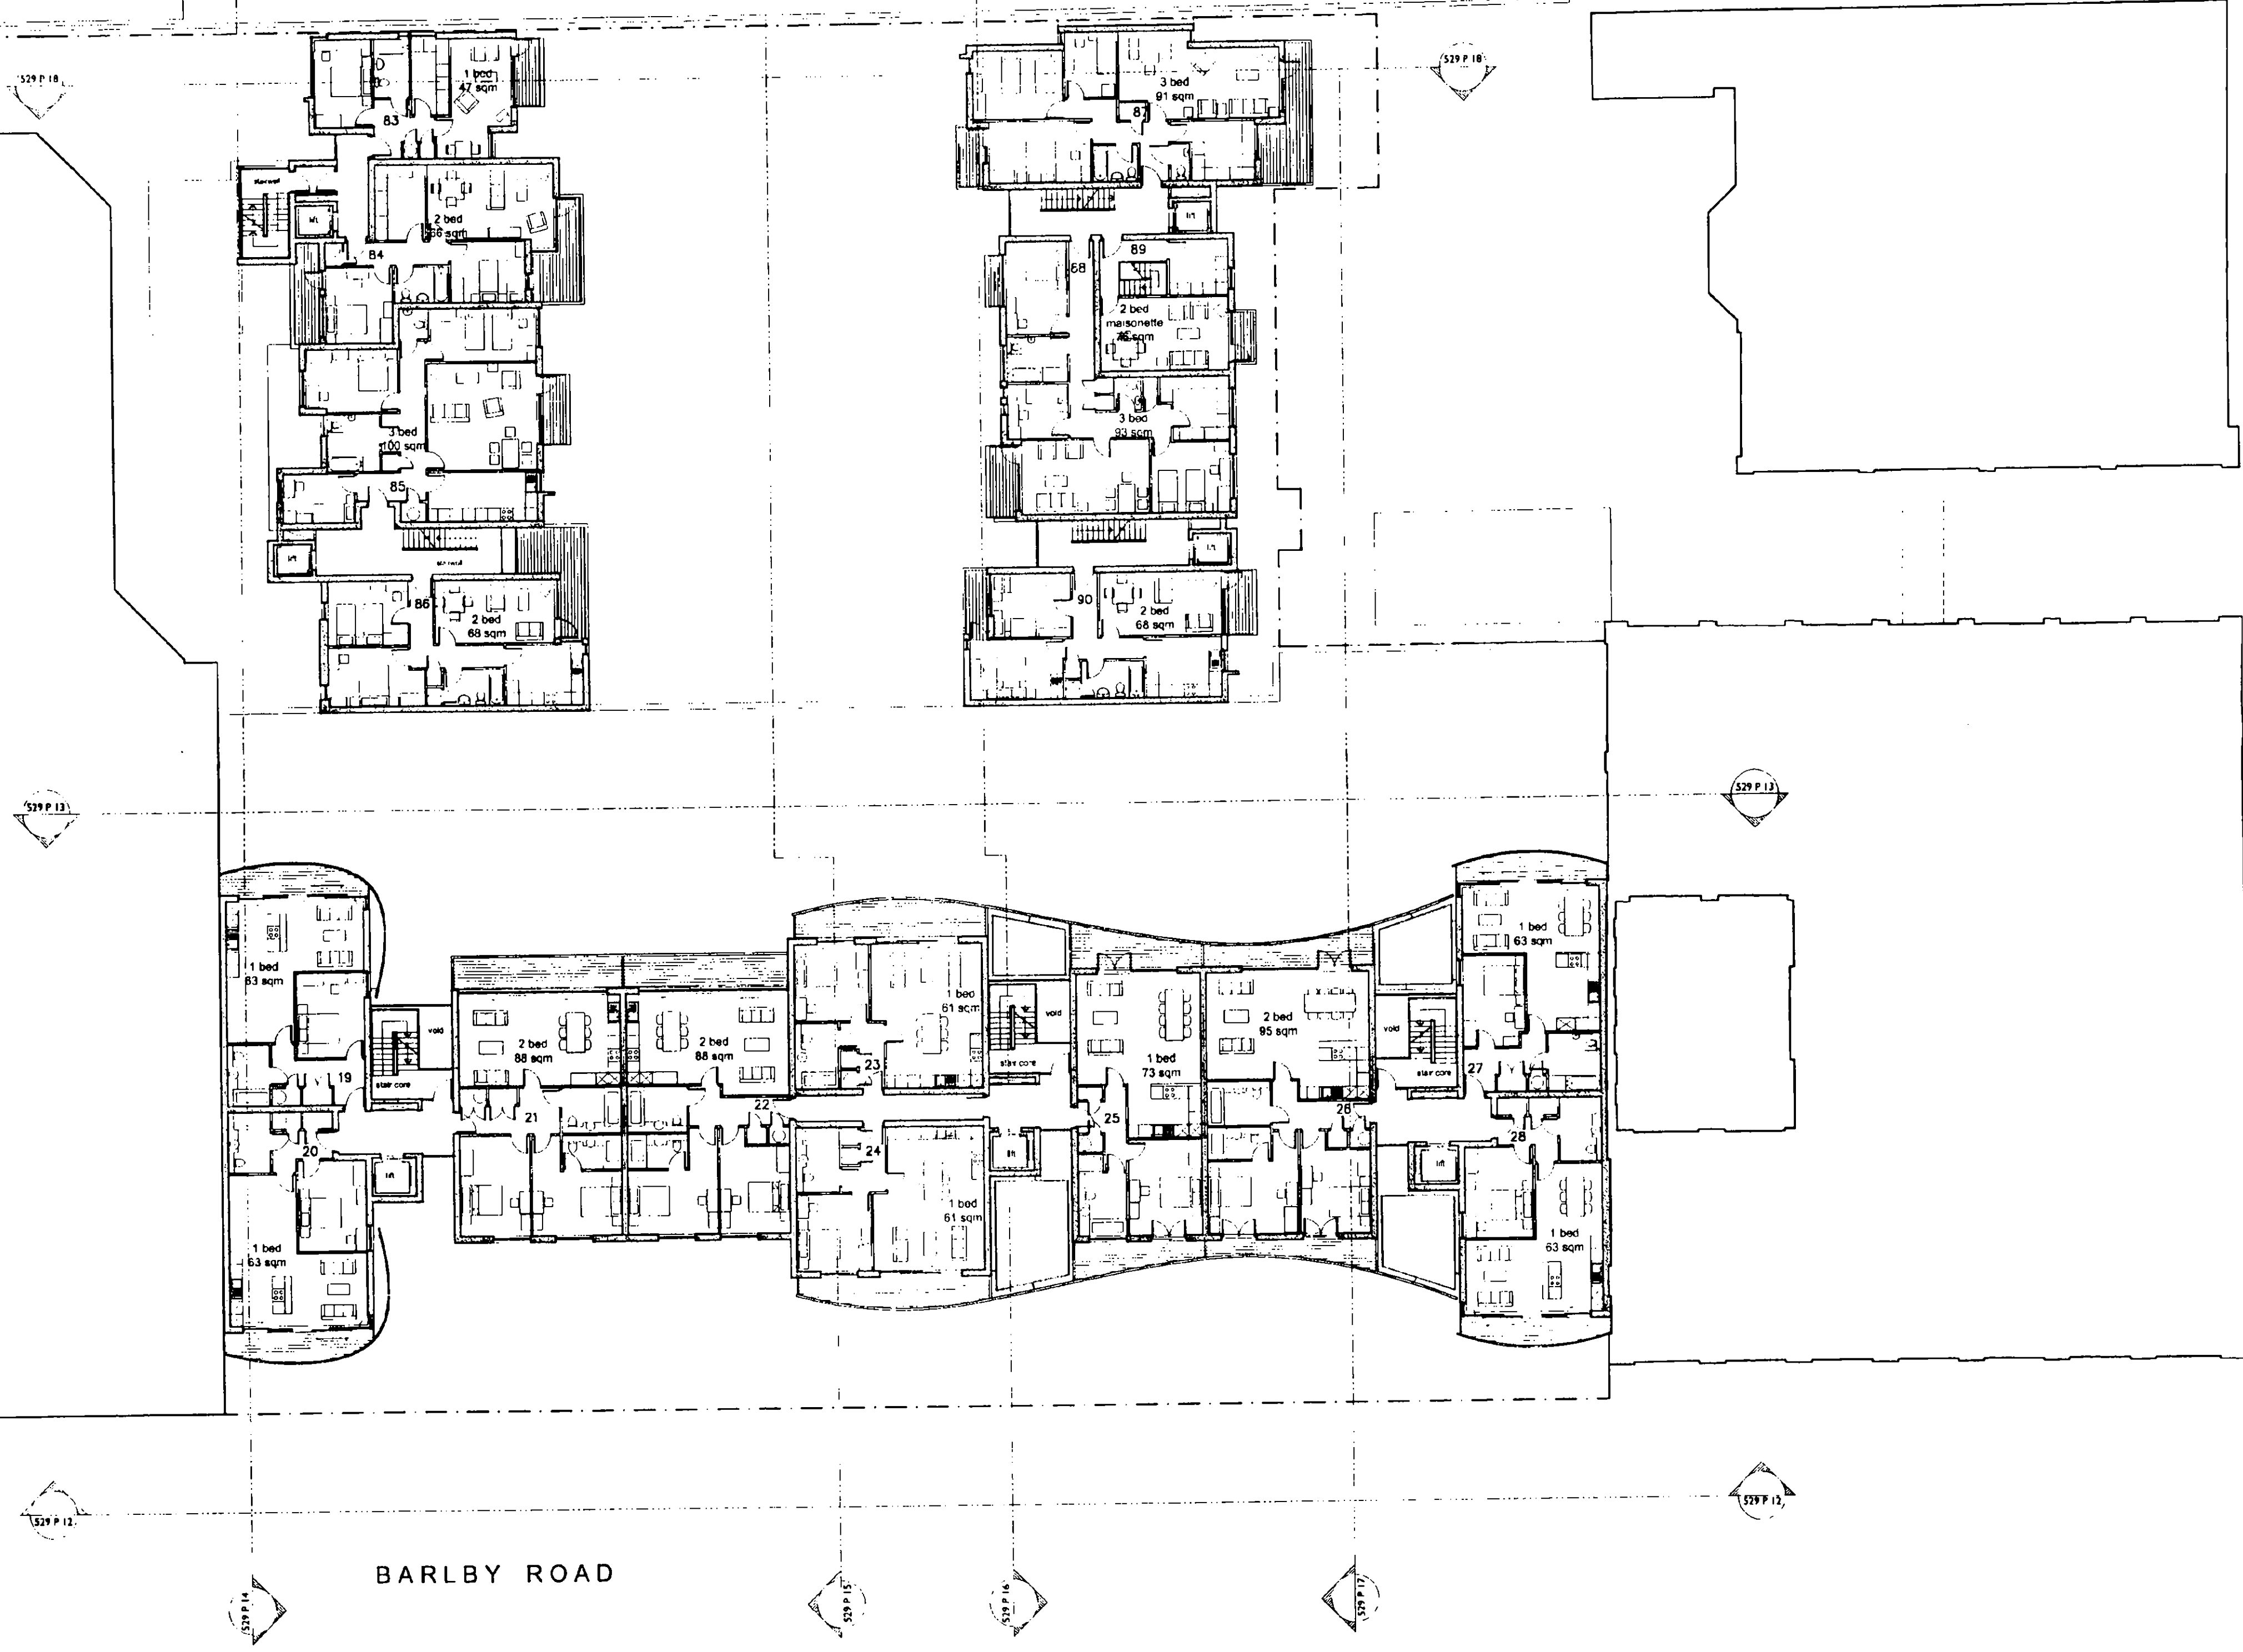 529 P 18
1 bed
47 sqm
83
stairwell
lift
2 bed
66 sqm
84
3 bed
100 sqm
85
lift
stairwell
86
2 bed
68 sqm
3 bed
91 sqm
87
529 P 18
lift
88
89
2 bed
maisonette
3 bed
93 sqm
lift
90
2 bed
68 sqm
529 P 13
529 P 13
1 bed
63 sqm
19
void
stair core
20
lift
1 bed
63 sqm
2 bed
88 sqm
21
2 bed
88 sqm
22
1 bed
61 sqm
23
void
stair core
24
lift
1 bed
61 sqm
1 bed
73 sqm
25
2 bed
95 sqm
26
void
stair core
lift
1 bed
63 sqm
27
28
1 bed
63 sqm
529 P 12
529 P 12
BARLBY ROAD
529 P 14
529 P 15
529 P 16
529 P 17